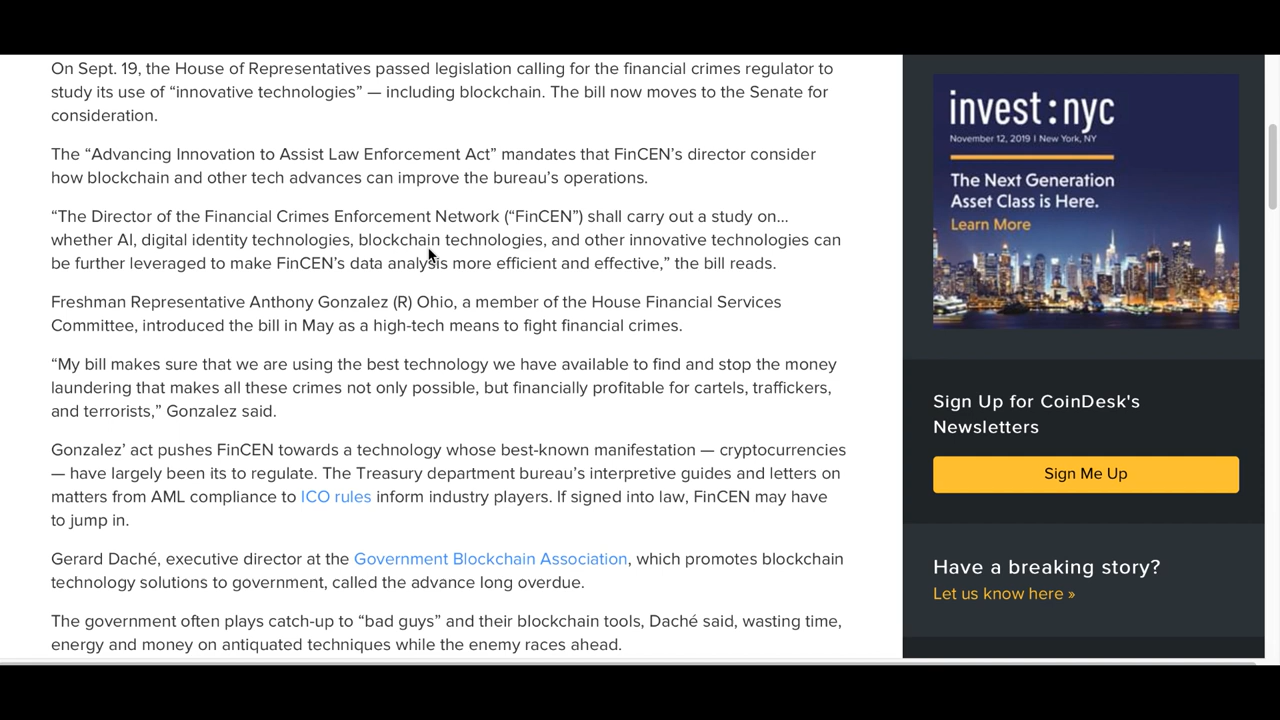 On Sept. 19, the House of Representatives passed legislation calling for the financial crimes regulator to
study its use of “innovative technologies” — including blockchain. The bill now moves to the Senate for
consideration.
The “Advancing Innovation to Assist Law Enforcement Act” mandates that FinCEN’s director consider
how blockchain and other tech advances can improve the bureau’s operations.
“The Director of the Financial Crimes Enforcement Network (“FinCEN”) shall carry out a study on...
whether AI, digital identity technologies, blockchain technologies, and other innovative technologies can
be further leveraged to make FinCEN’s data analysis more efficient and effective,” the bill reads.
Freshman Representative Anthony Gonzalez (R) Ohio, a member of the House Financial Services
Committee, introduced the bill in May as a high-tech means to fight financial crimes.
“My bill makes sure that we are using the best technology we have available to find and stop the money
laundering that makes all these crimes not only possible, but financially profitable for cartels, traffickers,
and terrorists,” Gonzalez said.
Gonzalez’ act pushes FinCEN towards a technology whose best-known manifestation — cryptocurrencies
— have largely been its to regulate. The Treasury department bureau’s interpretive guides and letters on
matters from AML compliance to ICO rules inform industry players. If signed into law, FinCEN may have
to jump in.
Gerard Daché, executive director at the Government Blockchain Association, which promotes blockchain
technology solutions to government, called the advance long overdue.
The government often plays catch-up to “bad guys” and their blockchain tools, Daché said, wasting time,
energy and money on antiquated techniques while the enemy races ahead.
invest:nyc
November 12, 2019 | New York, NY
The Next Generation
Asset Class is Here.
Learn More
Sign Up for CoinDesk's
Newsletters
Sign Me Up
Have a breaking story?
Let us know here »